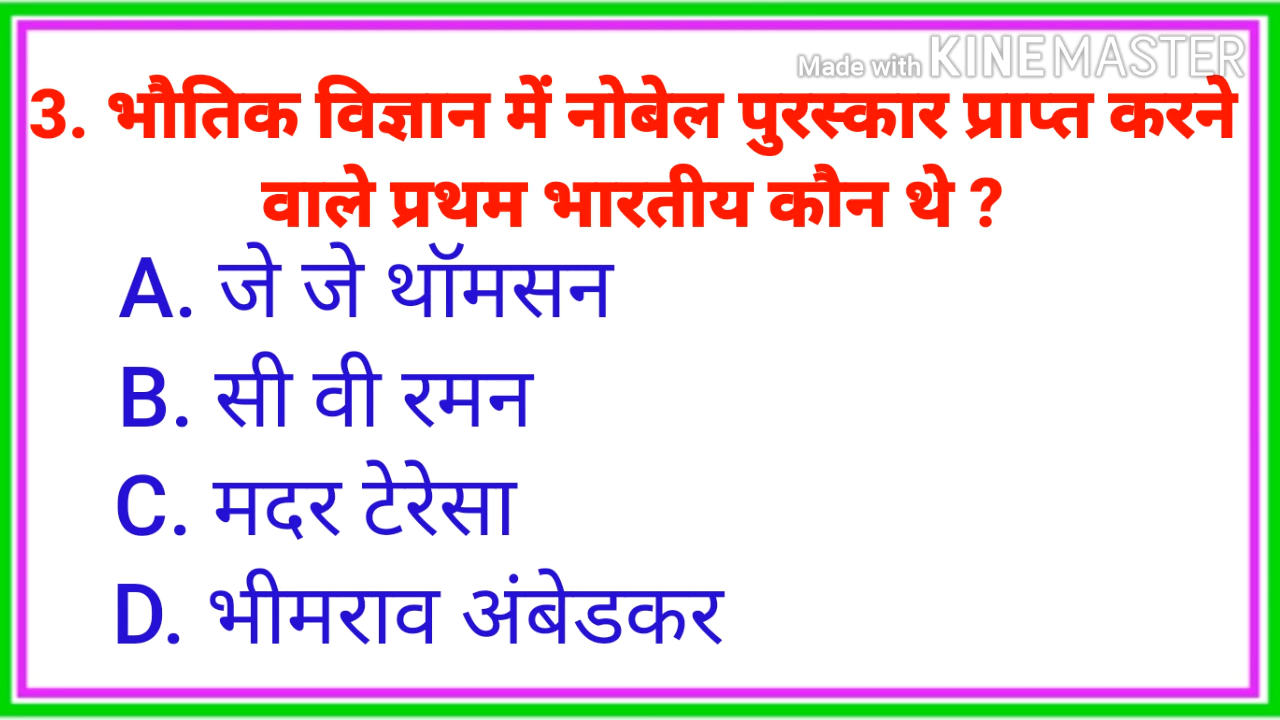 Made with KINEMASTER
3. भौतिक विज्ञान में नोबेल पुरस्कार प्राप्त करने
वाले प्रथम भारतीय कौन थे ?
A. जे जे थॉमसन
B. सी वी रमन
C. मदर टेरेसा
D. भीमराव अंबेडकर